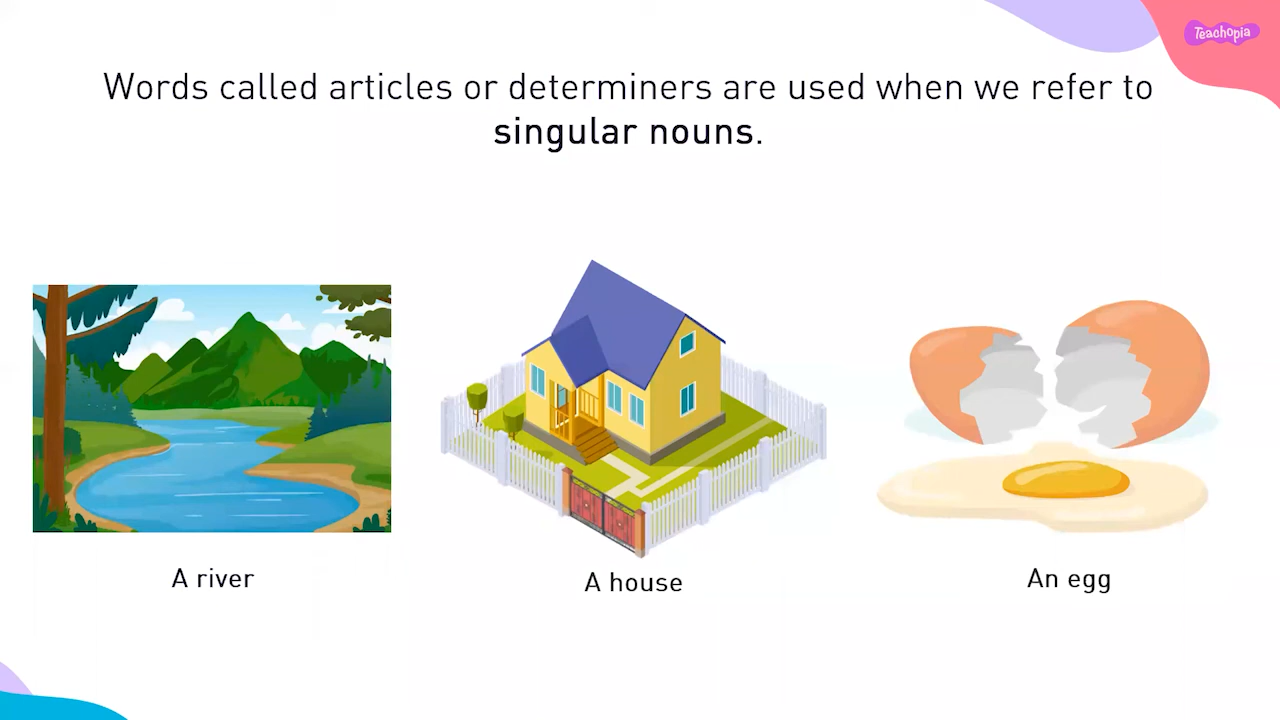 Teachopia
Words called articles or determiners are used when we refer to
singular nouns.
A river
A house
An egg